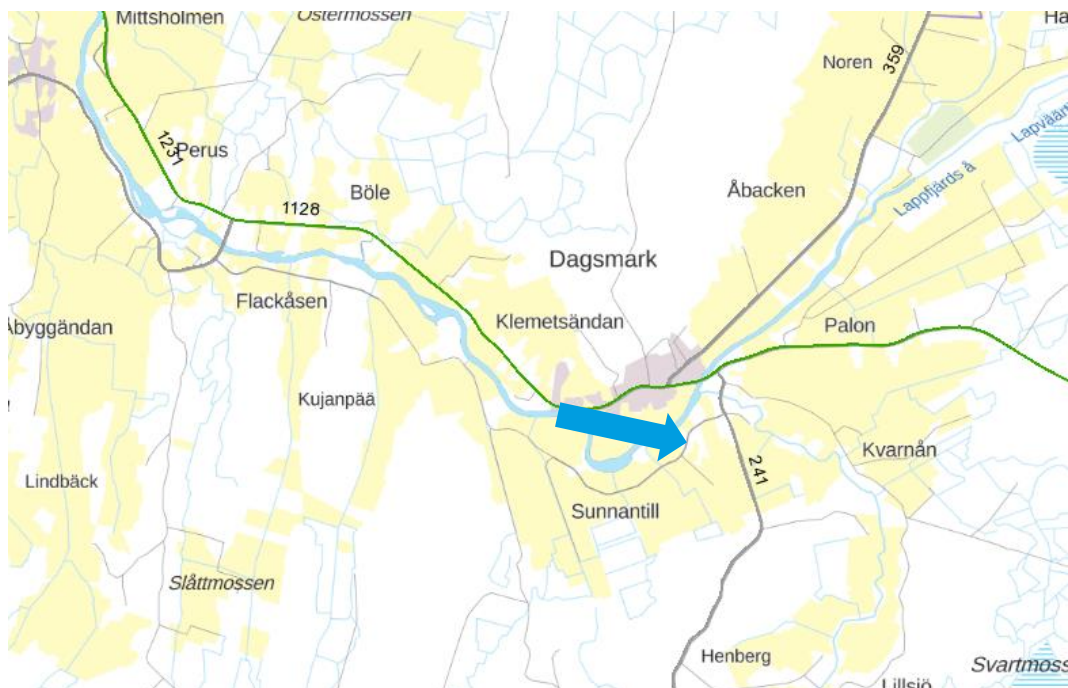 Mittsholmen
Östermossen
Ha
Noren
359
Lapväärt
1231
Perus
Böle
1128
Åbacken
Lappfjärds å
Dagsmark
Flackåsen
Klemetsändan
Palon
Åbyggändan
Kujanpää
Kvarnån
241
Lindbäck
Sunnantill
Slåttmossen
Henberg
Svartmoss
Lillsjö